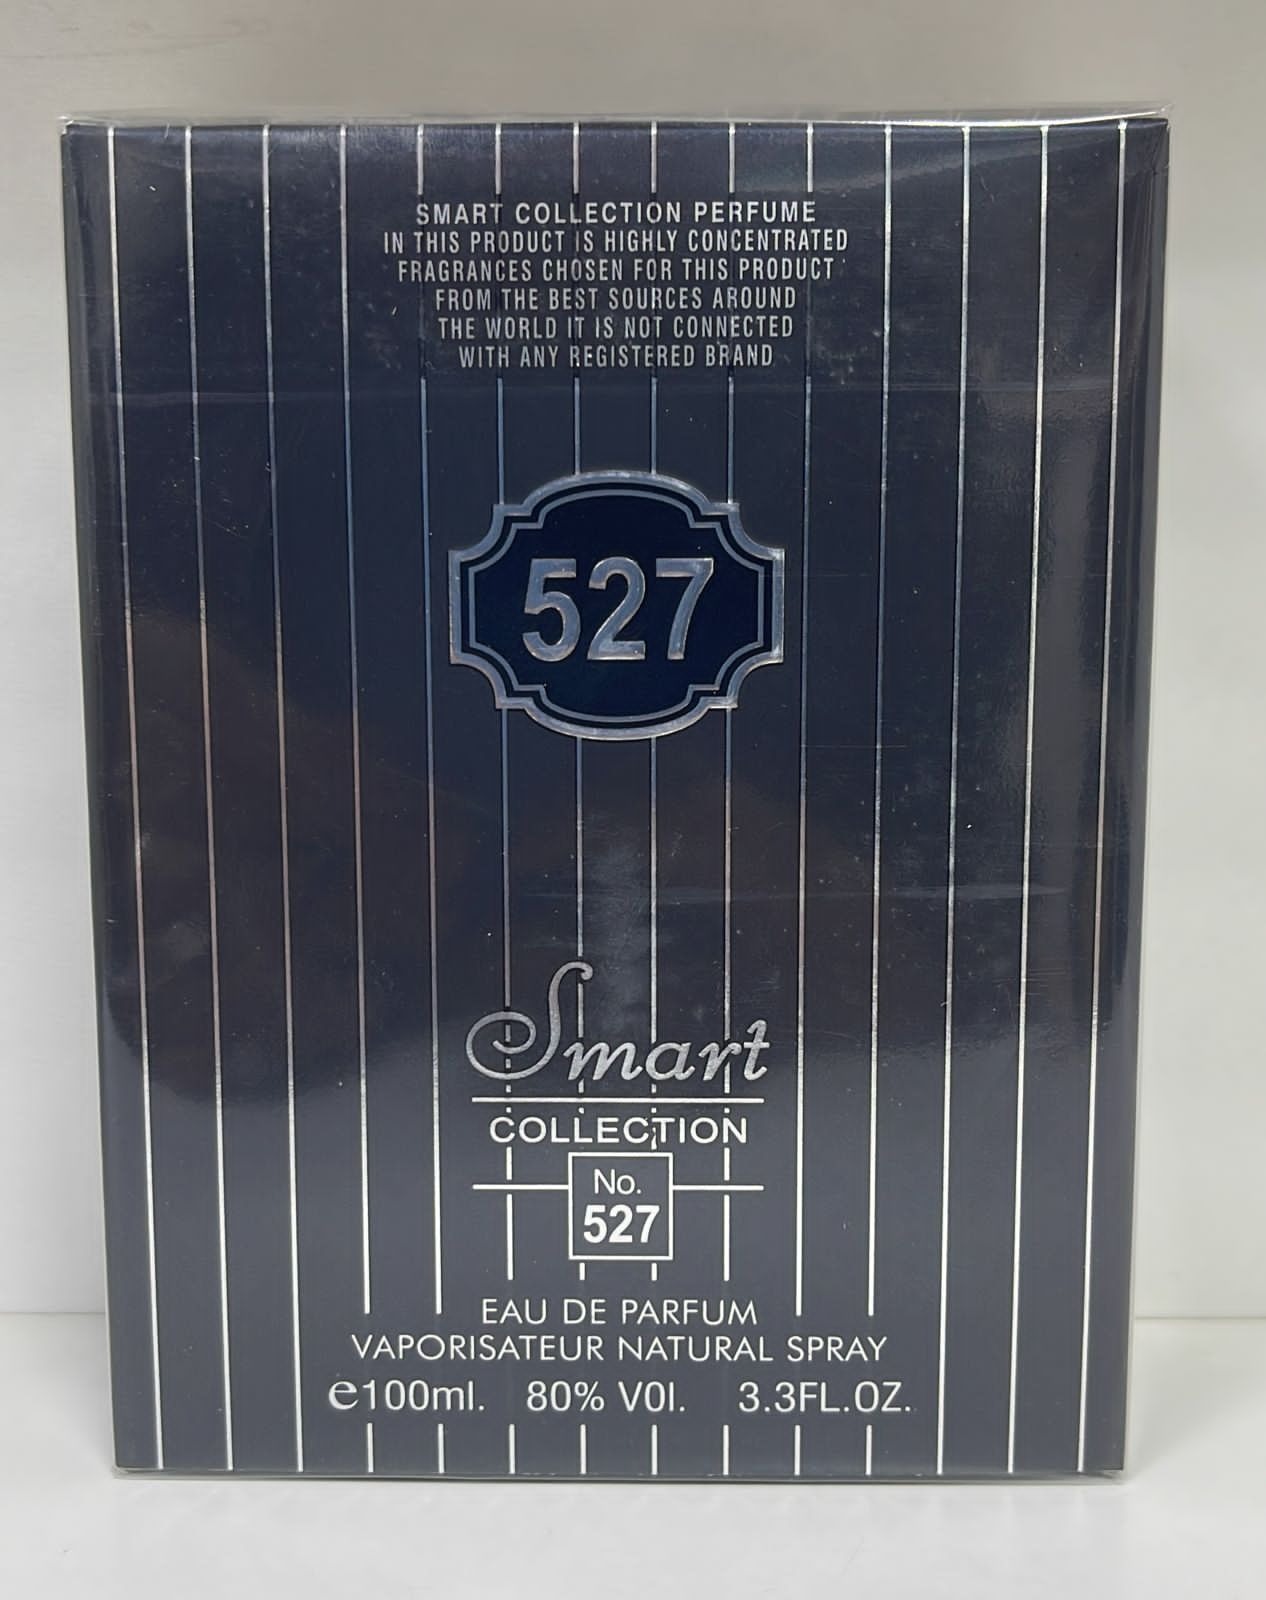 SMART COLLECTION PERFUME
IN THIS PRODUCT IS HIGHLY CONCENTRATED
FRAGRANCES CHOSEN FOR THIS PRODUCT
FROM THE BEST SOURCES AROUND
THE WORLD IT IS NOT CONNECTED
WITH ANY REGISTERED BRAND
527
Smart
COLLECTION
No.
527
EAU DE PARFUM
VAPORISATEUR NATURAL SPRAY
e100ml. 80% V0l. 3.3FL.OZ.